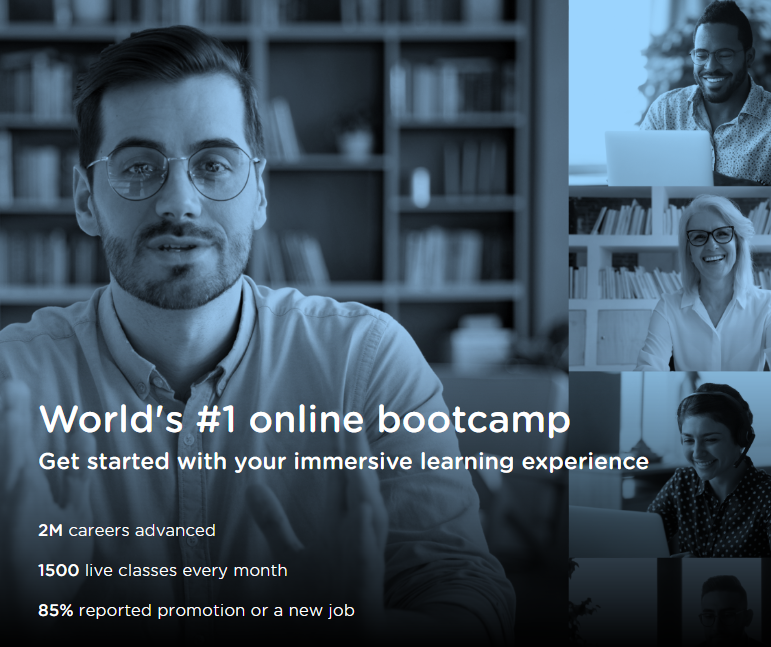 World's #1 online bootcamp
Get started with your immersive learning experience
2M careers advanced
1500 live classes every month
85% reported promotion or a new job